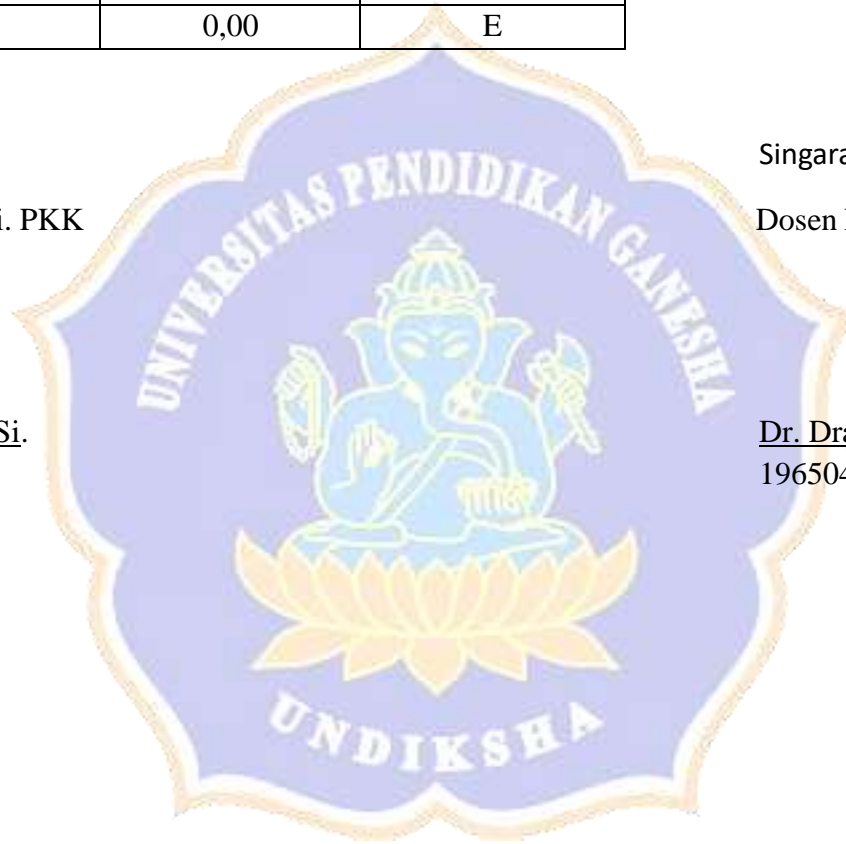 0,00 E
Singara
i. PKK Dosen
UNIVERSITAS PENDIDIKAN GANESHA
Si. Dr. Dra
196504
UNDIKSHA